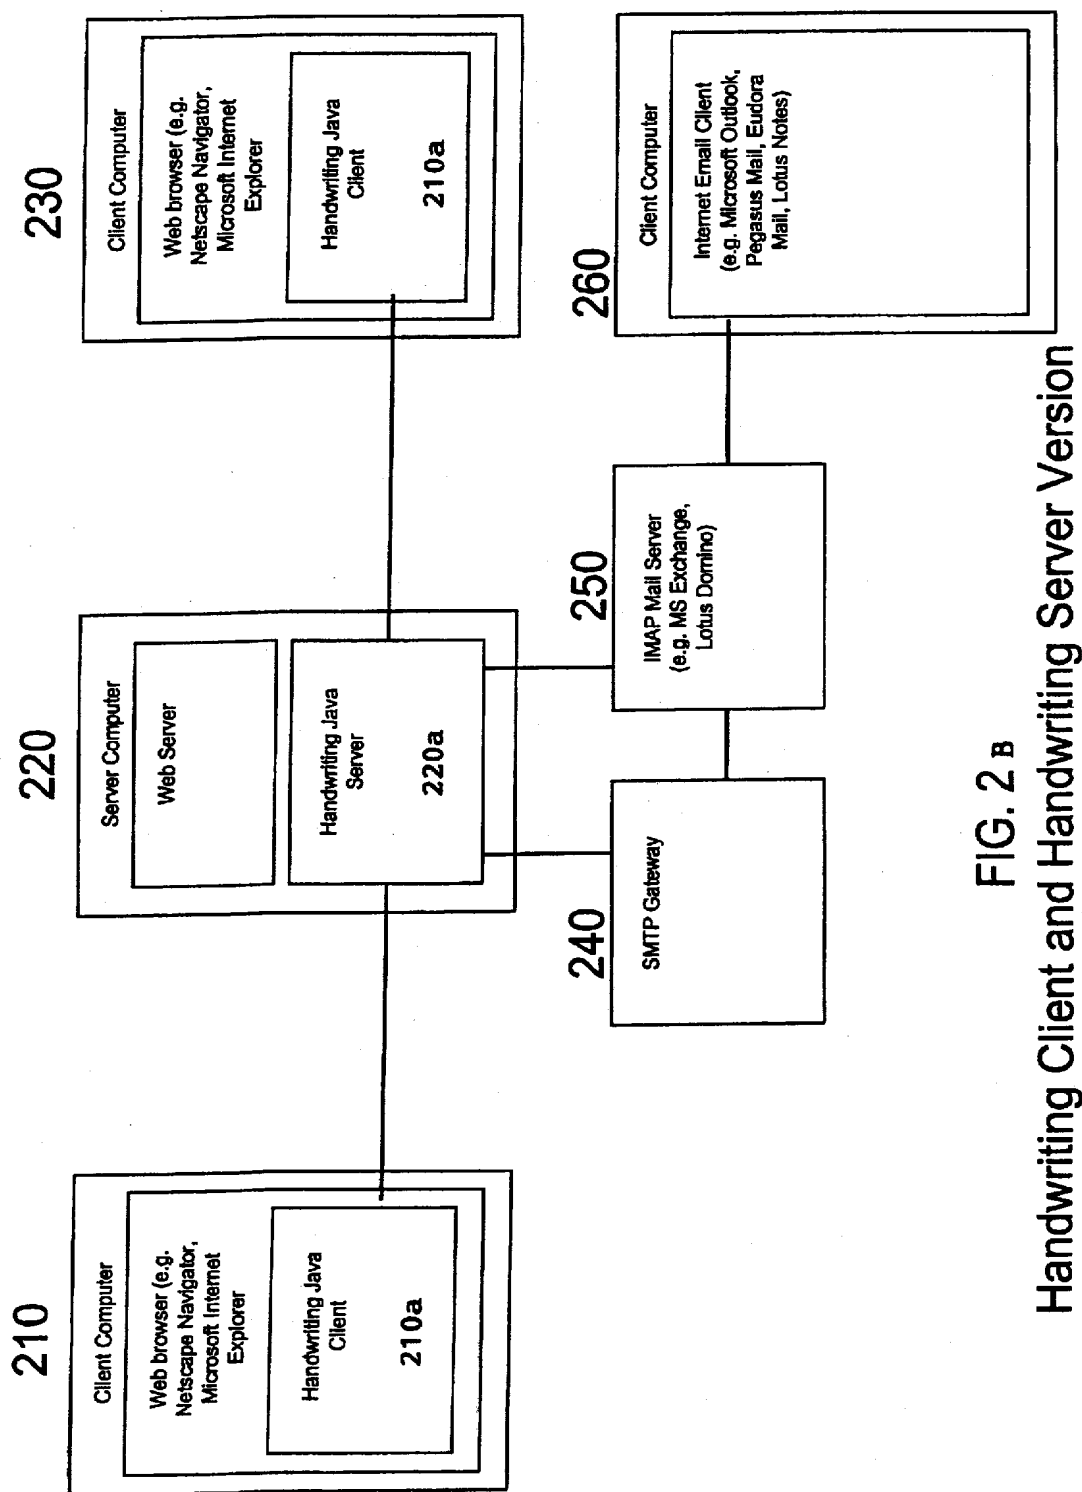 210
Client Computer
Web browser (e.g.
Netscape Navigator,
Microsoft Internet
Explorer
Handwriting Java
Client
210a
220
Server Computer
Web Server
Handwriting Java
Server
220a
230
Client Computer
Web browser (e.g.
Netscape Navigator,
Microsoft Internet
Explorer
Handwriting Java
Client
210a
240
SMTP Gateway
250
IMAP Mail Server
(e.g. MS Exchange,
Lotus Domino)
260
Client Computer
Internet Email Client
(e.g. Microsoft Outlook,
Pegasus Mail, Eudora
Mail, Lotus Notes)
FIG. 2 B
Handwriting Client and Handwriting Server Version